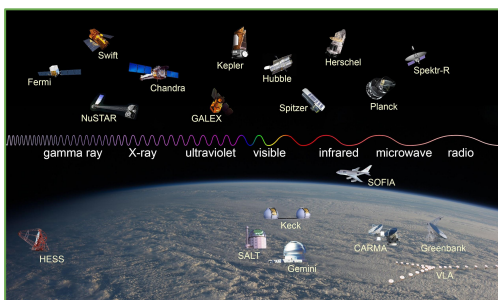 Swift
Kepler
Herschel
Hubble
Spektr-R
Fermi
Chandra
Spitzer
Planck
NuSTAR
GALEX
gamma ray X-ray ultraviolet visible infrared microwave radio
SOFIA
Keck
HESS
SALT
Gemini
CARMA
Greenbank
VLA